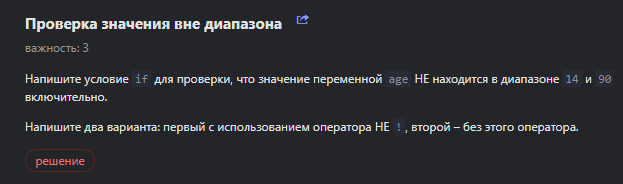 Проверка значения вне диапазона
важность: 3
Напишите условие if для проверки, что значение переменной age НЕ находится в диапазоне 14 и 90
включительно.
Напишите два варианта: первый с использованием оператора НЕ !, второй – без этого оператора.
решение